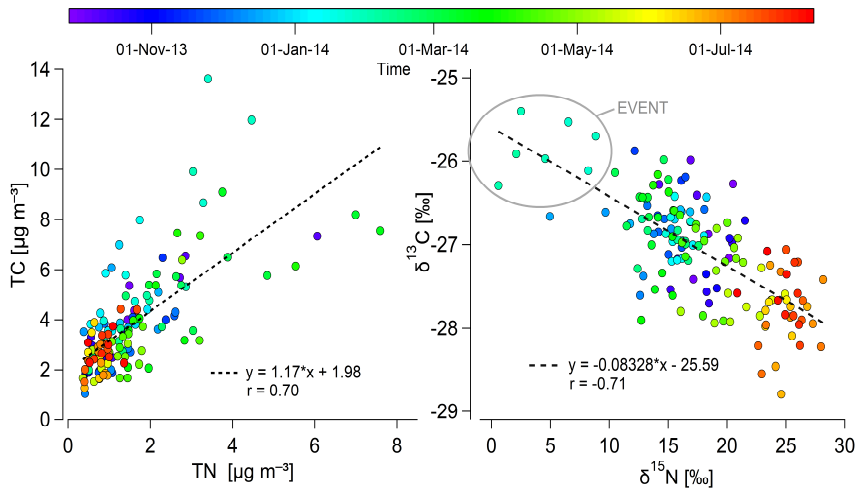 01-Nov-13 01-Jan-14 01-Mar-14 01-May-14 01-Jul-14
Time
14
12
10
8
6
4
2
0
TC [µg m⁻³]
y = 1.17*x + 1.98
r = 0.70
0 2 4 6 8
TN [µg m⁻³]
-25
-26
-27
-28
-29
δ¹³C [‰]
EVENT
y = -0.08328*x - 25.59
r = -0.71
0 5 10 15 20 25 30
δ¹⁵N [‰]